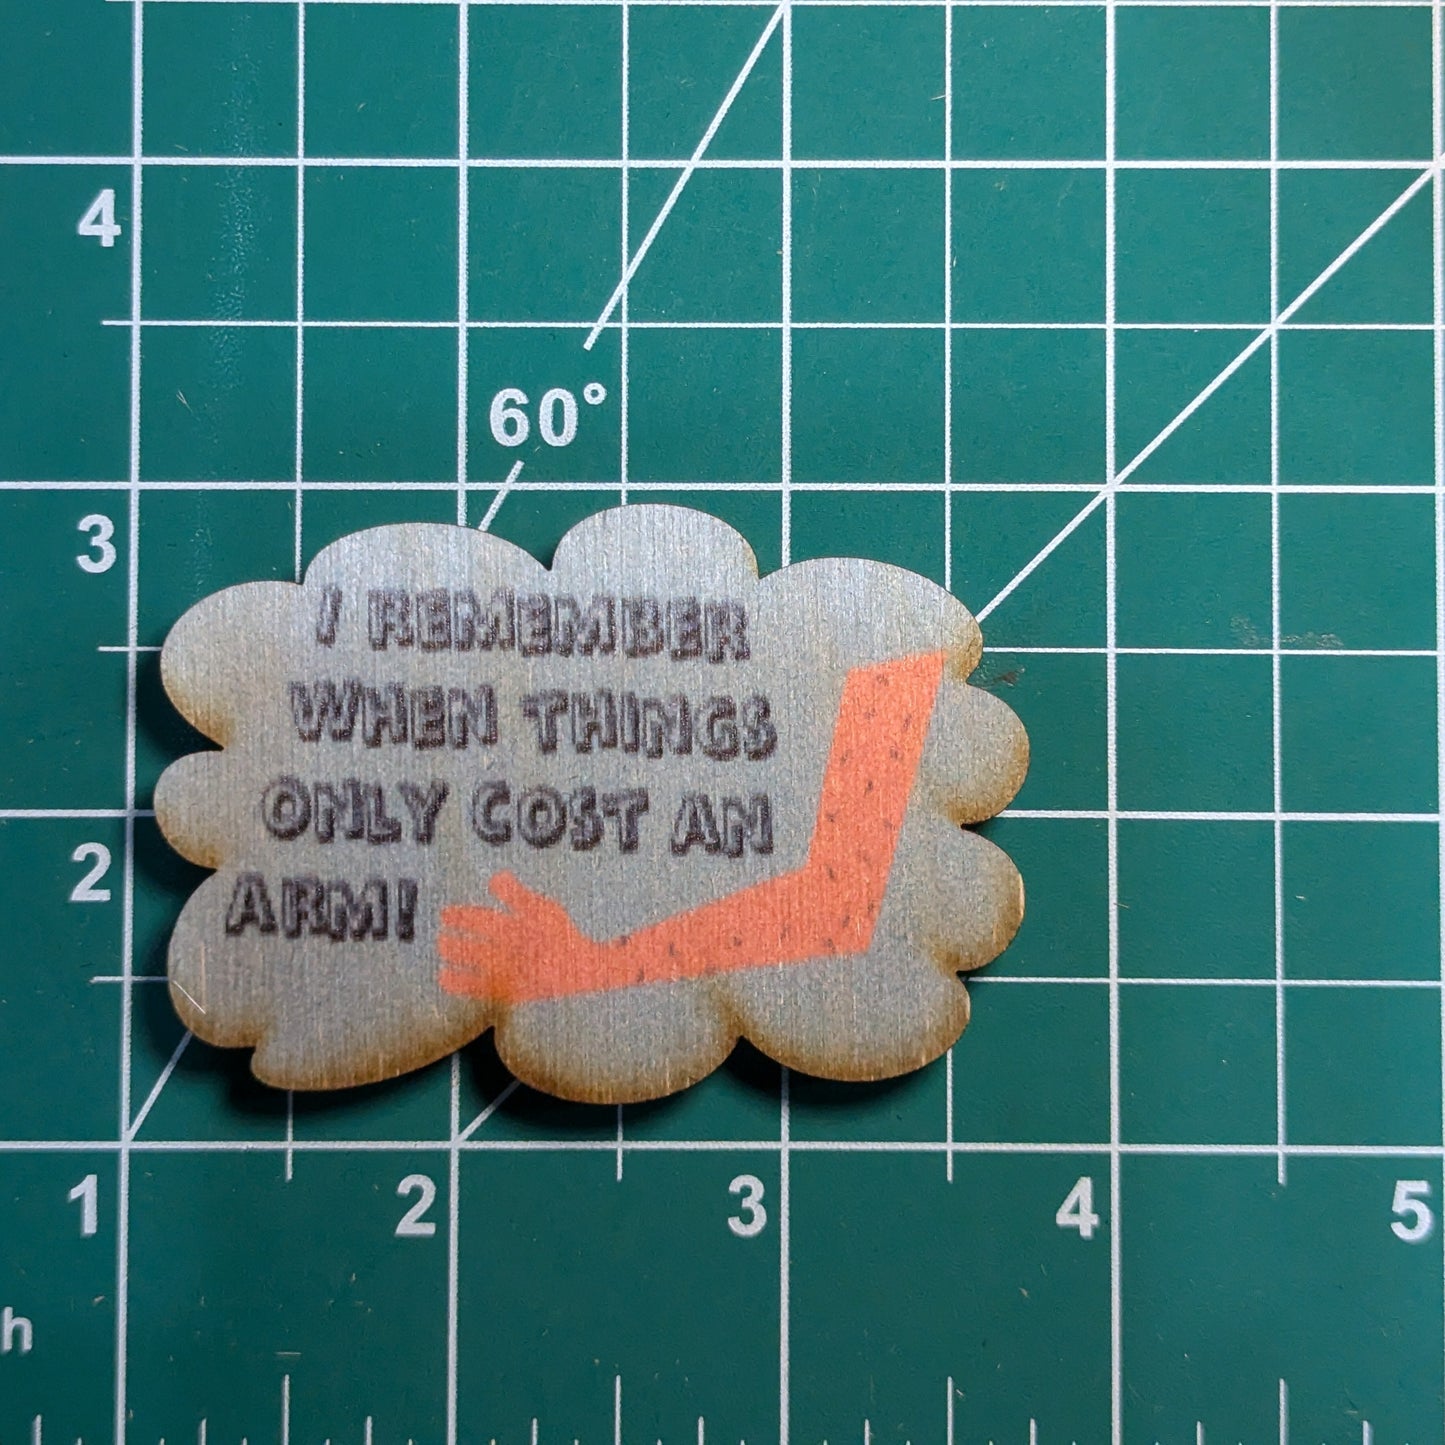 4
60°
3
I REMEMBER
WHEN THINGS
ONLY COST AN
ARM!
2
1 2 3 4 5
h